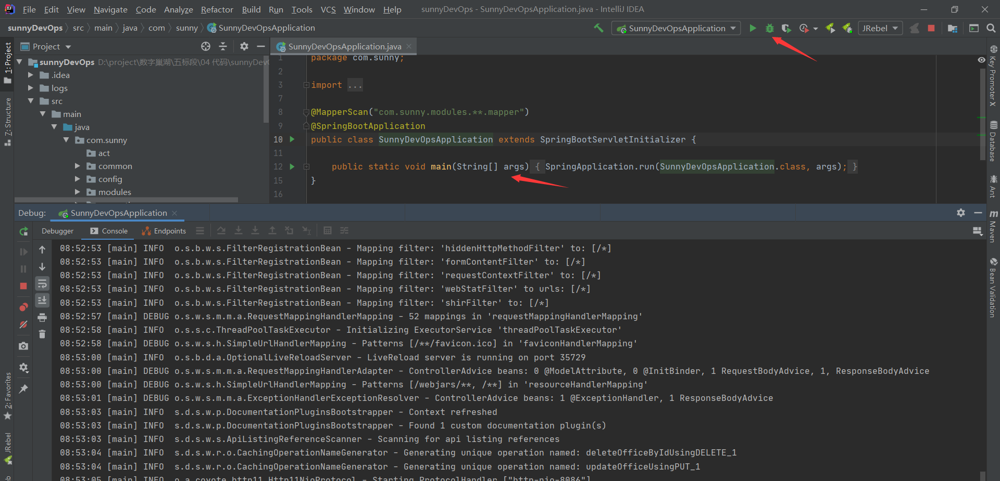 File Edit View Navigate Code Analyze Refactor Build Run Tools VCS Window Help sunnyDevOps - SunnyDevOpsApplication.java - IntelliJ IDEA
sunnyDevOps src main java com sunny SunnyDevOpsApplication SunnyDevOpsApplication JRebel
Project SunnyDevOpsApplication.java
sunnyDevOps D:\project\数字巢湖\五标段\04 代码\sunnyDevO
.idea
logs
src
main
java
com.sunny
act
common
config
modules
1 package com.sunny;
2
3 import ...
7
8 @MapperScan("com.sunny.modules.**.mapper")
9 @SpringBootApplication
10 public class SunnyDevOpsApplication extends SpringBootServletInitializer {
11
12 public static void main(String[] args) { SpringApplication.run(SunnyDevOpsApplication.class, args); }
15 }
16
Debug: SunnyDevOpsApplication
Debugger Console Endpoints
08:52:53 [main] INFO  o.s.b.w.s.FilterRegistrationBean - Mapping filter: 'hiddenHttpMethodFilter' to: [/*]
08:52:53 [main] INFO  o.s.b.w.s.FilterRegistrationBean - Mapping filter: 'formContentFilter' to: [/*]
08:52:53 [main] INFO  o.s.b.w.s.FilterRegistrationBean - Mapping filter: 'requestContextFilter' to: [/*]
08:52:53 [main] INFO  o.s.b.w.s.FilterRegistrationBean - Mapping filter: 'webStatFilter' to urls: [/*]
08:52:53 [main] INFO  o.s.b.w.s.FilterRegistrationBean - Mapping filter: 'shirFilter' to: [/*]
08:52:57 [main] DEBUG o.s.w.s.m.m.a.RequestMappingHandlerMapping - 52 mappings in 'requestMappingHandlerMapping'
08:52:58 [main] INFO  o.s.s.c.ThreadPoolTaskExecutor - Initializing ExecutorService 'threadPoolTaskExecutor'
08:52:58 [main] DEBUG o.s.w.s.h.SimpleUrlHandlerMapping - Patterns [/**/favicon.ico] in 'faviconHandlerMapping'
08:53:00 [main] INFO  o.s.b.d.a.OptionalLiveReloadServer - LiveReload server is running on port 35729
08:53:00 [main] DEBUG o.s.w.s.m.m.a.RequestMappingHandlerAdapter - ControllerAdvice beans: 0 @ModelAttribute, 0 @InitBinder, 1 RequestBodyAdvice, 1, ResponseBodyAdvice
08:53:00 [main] DEBUG o.s.w.s.h.SimpleUrlHandlerMapping - Patterns [/webjars/**, /**] in 'resourceHandlerMapping'
08:53:01 [main] DEBUG o.s.w.s.m.m.a.ExceptionHandlerExceptionResolver - ControllerAdvice beans: 1 @ExceptionHandler, 1 ResponseBodyAdvice
08:53:03 [main] INFO  s.d.s.w.p.DocumentationPluginsBootstrapper - Context refreshed
08:53:03 [main] INFO  s.d.s.w.p.DocumentationPluginsBootstrapper - Found 1 custom documentation plugin(s)
08:53:03 [main] INFO  s.d.s.w.s.ApiListingReferenceScanner - Scanning for api listing references
08:53:04 [main] INFO  s.d.s.w.r.o.CachingOperationNameGenerator - Generating unique operation named: deleteOfficeByIdUsingDELETE_1
08:53:04 [main] INFO  s.d.s.w.r.o.CachingOperationNameGenerator - Generating unique operation named: updateOfficeUsingPUT_1
08:53:05 [main] INFO  o.a.coyote.http11.Http11NioProtocol - Starting ProtocolHandler ["http-nio-8086"]
1: Project
7: Structure
2: Favorites
JRebel
Key Promoter X
Database
Ant
Maven
Bean Validation